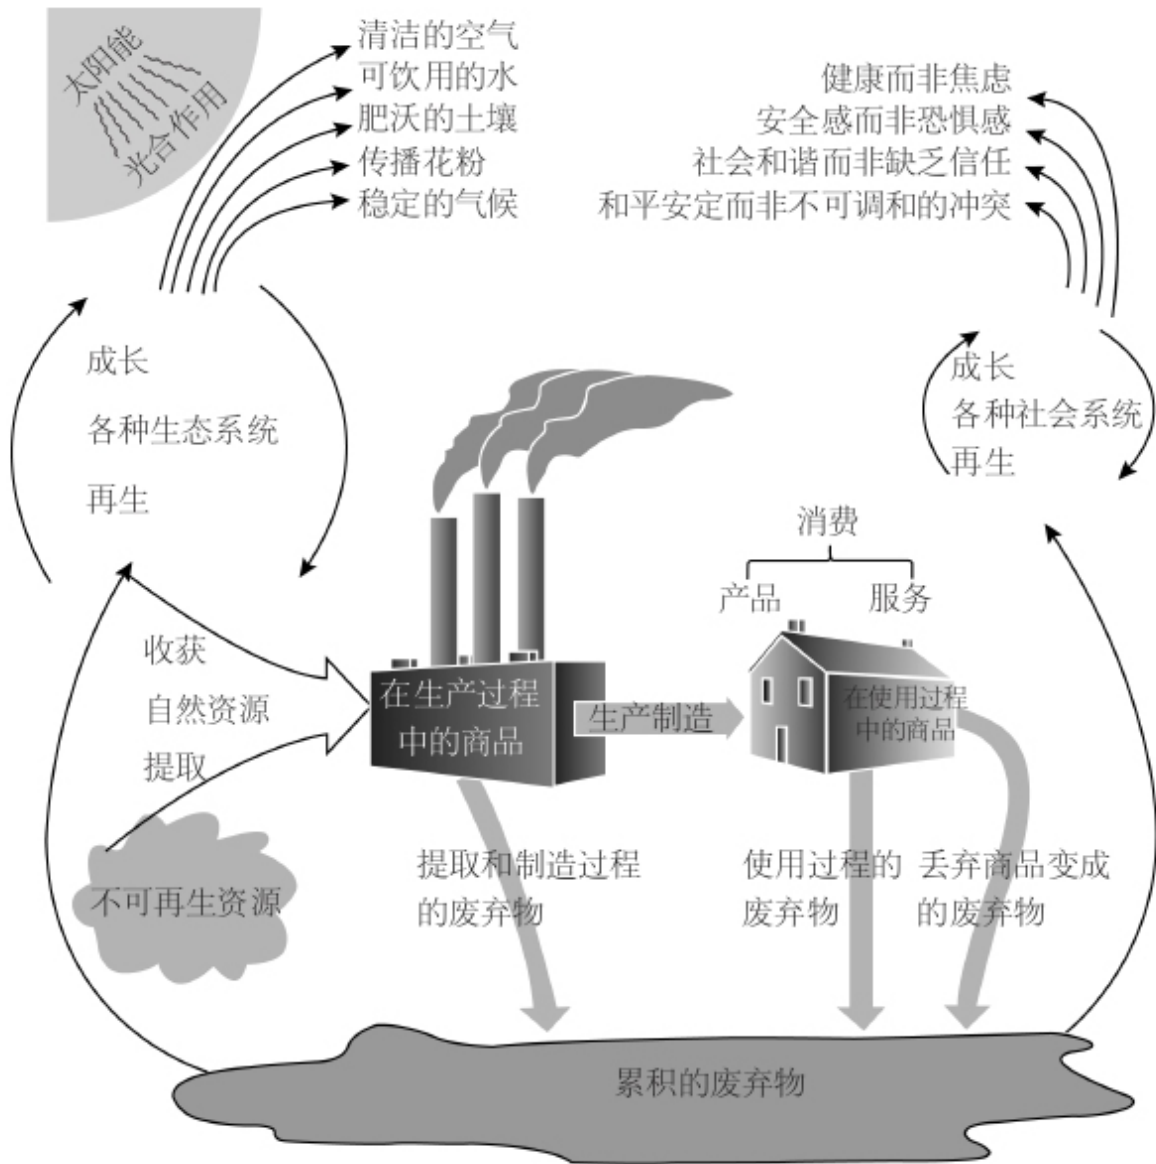 太阳能
光合作用
清洁的空气
可饮用的水
肥沃的土壤
传播花粉
稳定的气候
健康而非焦虑
安全感而非恐惧感
社会和谐而非缺乏信任
和平安定而非不可调和的冲突
成长
各种生态系统
再生
成长
各种社会系统
再生
消费
产品
服务
收获
自然资源
提取
在生产过程
中的商品
生产制造
在使用过程
中的商品
不可再生资源
提取和制造过程
的废弃物
使用过程的
废弃物
丢弃商品变成
的废弃物
累积的废弃物